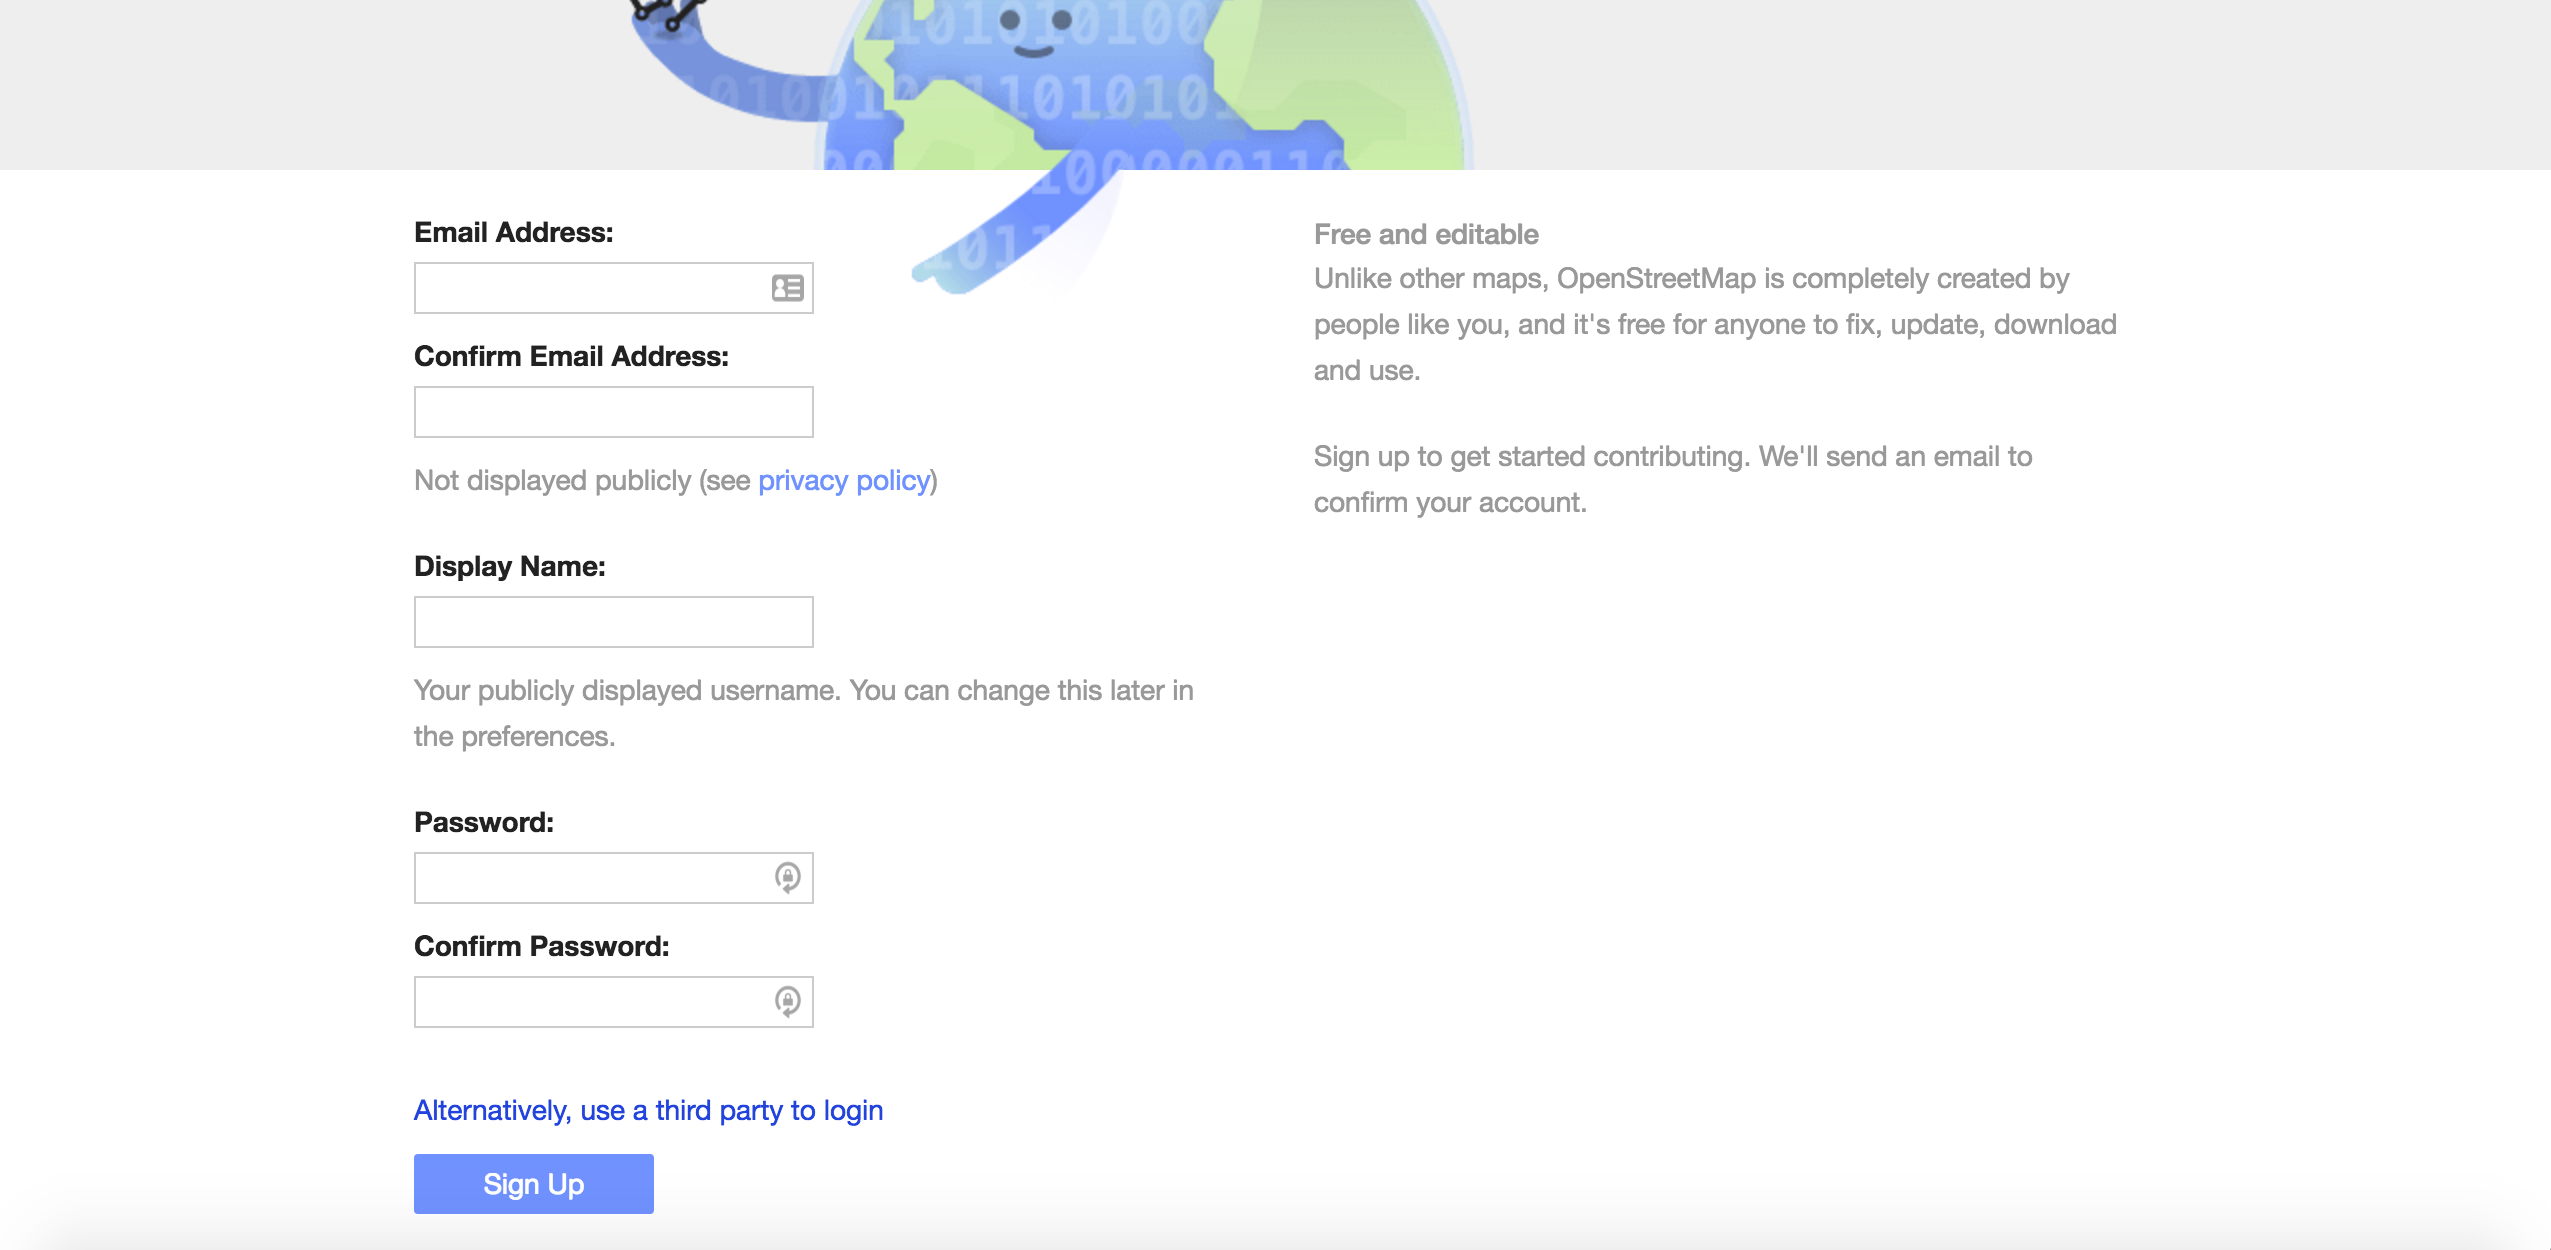 Email Address:
Confirm Email Address:
Not displayed publicly (see privacy policy)
Display Name:
Your publicly displayed username. You can change this later in
the preferences.
Password:
Confirm Password:
Alternatively, use a third party to login
Sign Up
Free and editable
Unlike other maps, OpenStreetMap is completely created by
people like you, and it's free for anyone to fix, update, download
and use.
Sign up to get started contributing. We'll send an email to
confirm your account.